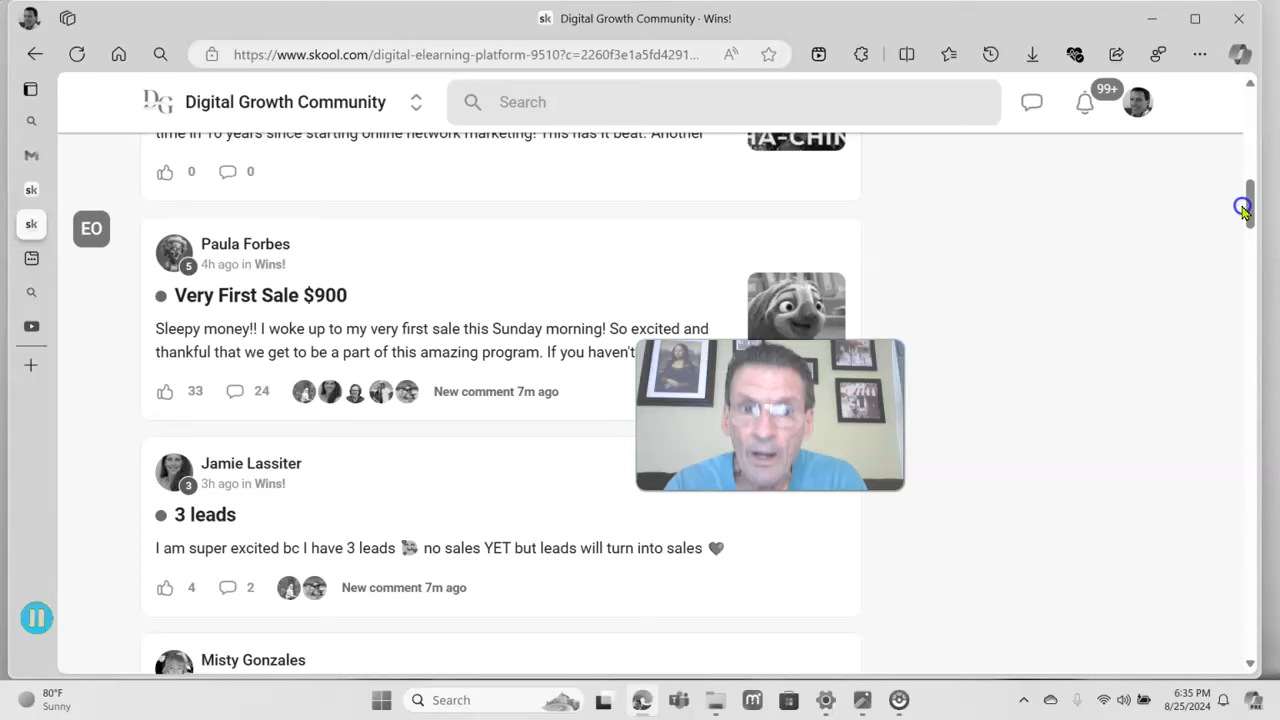 sk Digital Growth Community · Wins!
https://www.skool.com/digital-elearning-platform-9510?c=2260f3e1a5fd4291...
DG Digital Growth Community
Search
99+
time in 10 years since starting online network marketing! This has it beat. Another
HA-CHIN
0 0
EO
Paula Forbes
5 4h ago in Wins!
Very First Sale $900
Sleepy money!! I woke up to my very first sale this Sunday morning! So excited and
thankful that we get to be a part of this amazing program. If you haven't
33 24 New comment 7m ago
Jamie Lassiter
3 3h ago in Wins!
3 leads
I am super excited bc I have 3 leads 🥳 no sales YET but leads will turn into sales ❤
4 2 New comment 7m ago
Misty Gonzales
sk
sk
80°F
Sunny
Search
6:35 PM
8/25/2024